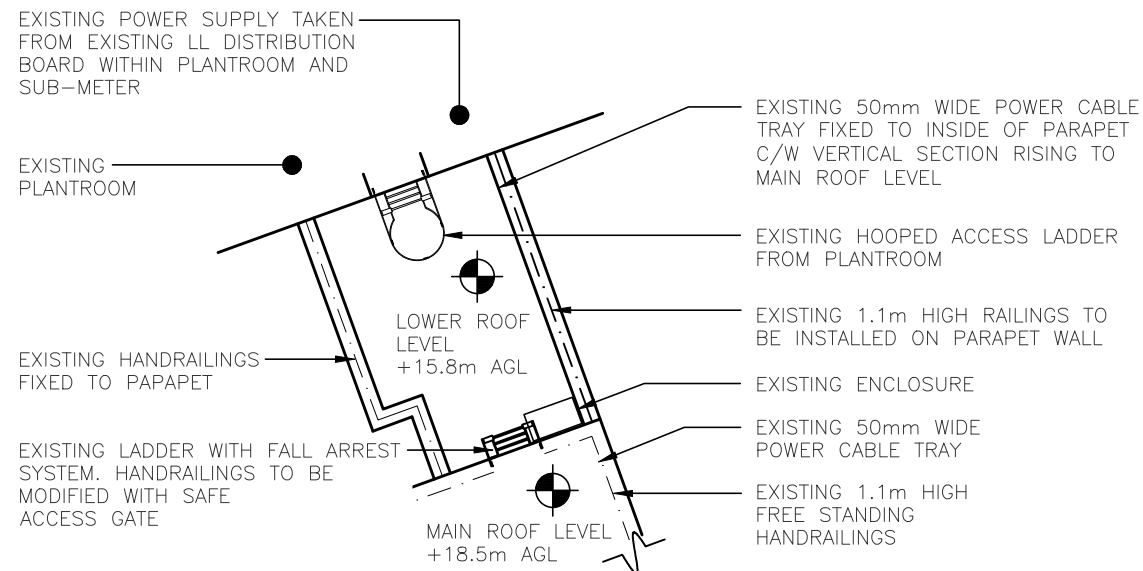 EXISTING POWER SUPPLY TAKEN
FROM EXISTING LL DISTRIBUTION
BOARD WITHIN PLANTROOM AND
SUB-METER
EXISTING
PLANTROOM
EXISTING HANDRAILINGS
FIXED TO PAPAPET
EXISTING LADDER WITH FALL ARREST
SYSTEM. HANDRAILINGS TO BE
MODIFIED WITH SAFE
ACCESS GATE
LOWER ROOF
LEVEL
+15.8m AGL
MAIN ROOF LEVEL
+18.5m AGL
EXISTING 50mm WIDE POWER CABLE
TRAY FIXED TO INSIDE OF PARAPET
C/W VERTICAL SECTION RISING TO
MAIN ROOF LEVEL
EXISTING HOOPED ACCESS LADDER
FROM PLANTROOM
EXISTING 1.1m HIGH RAILINGS TO
BE INSTALLED ON PARAPET WALL
EXISTING ENCLOSURE
EXISTING 50mm WIDE
POWER CABLE TRAY
EXISTING 1.1m HIGH
FREE STANDING
HANDRAILINGS